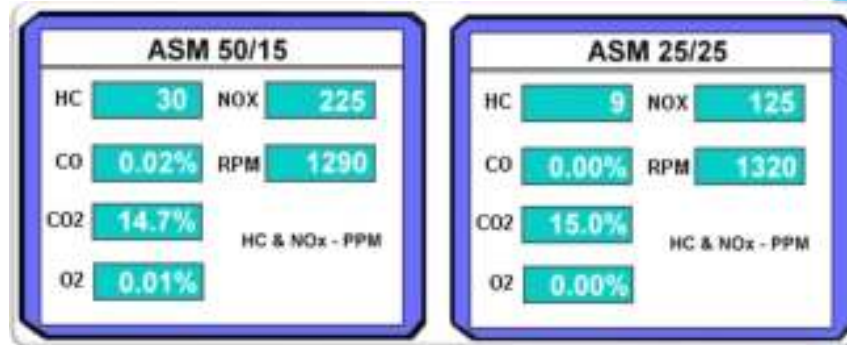 ASM 50/15
HC 30 NOX 225
CO 0.02% RPM 1290
CO2 14.7%
HC & NOx - PPM
O2 0.01%
ASM 25/25
HC 9 NOX 125
CO 0.00% RPM 1320
CO2 15.0%
HC & NOx - PPM
O2 0.00%